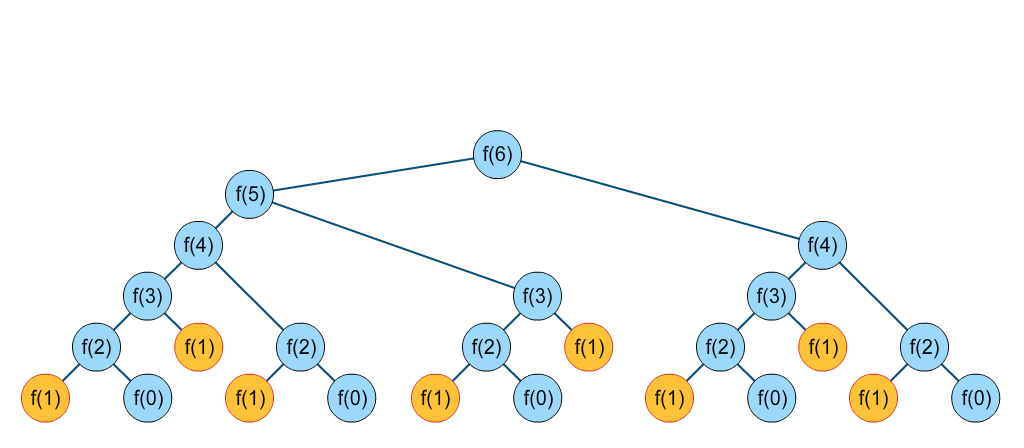 f(6)
f(5)
f(4) f(4)
f(3) f(3) f(3)
f(2) f(1) f(2) f(2) f(1) f(2) f(1) f(2)
f(1) f(0) f(1) f(0) f(1) f(0) f(1) f(0) f(1) f(0)